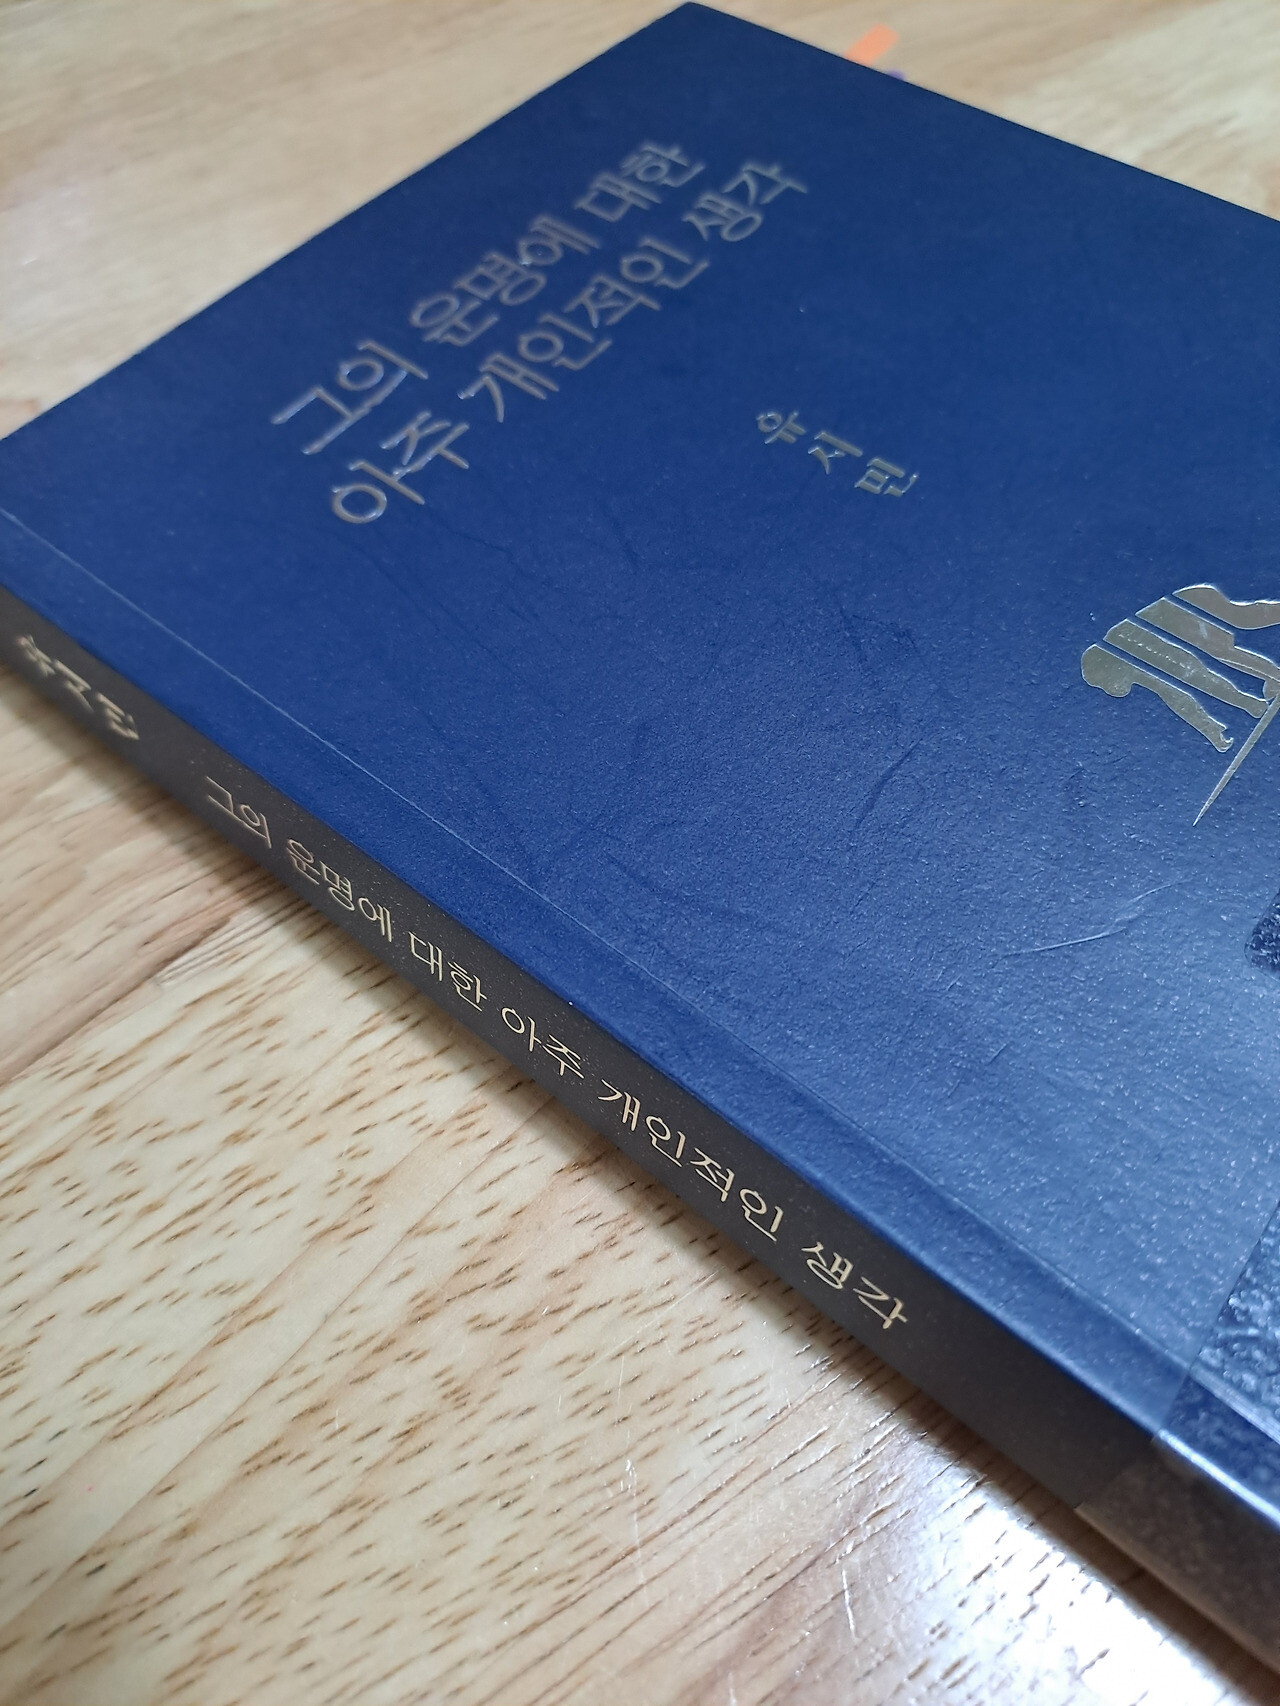 그의 운명에 대한
아주 개인적인 생각
유시민
유시민 그의 운명에 대한 아주 개인적인 생각